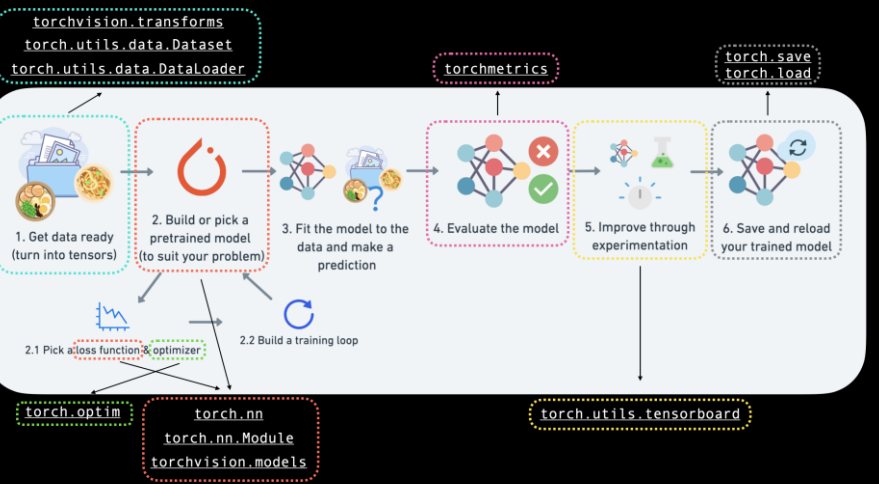 torchvision.transforms
torch.utils.data.Dataset
torch.utils.data.DataLoader
torchmetrics
torch.save
torch.load
1. Get data ready
(turn into tensors)
2. Build or pick a
pretrained model
(to suit your problem)
3. Fit the model to the
data and make a
prediction
?
4. Evaluate the model
5. Improve through
experimentation
6. Save and reload
your trained model
2.1 Pick a loss function & optimizer
2.2 Build a training loop
torch.optim
torch.nn
torch.nn.Module
torchvision.models
torch.utils.tensorboard